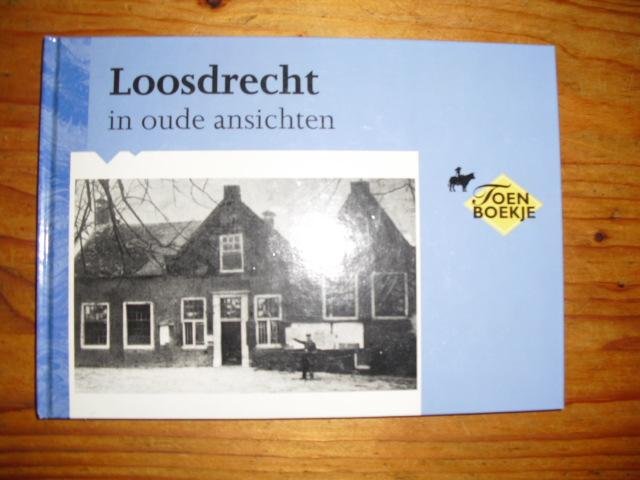 Loosdrecht
in oude ansichten
TOEN
BOEKJE